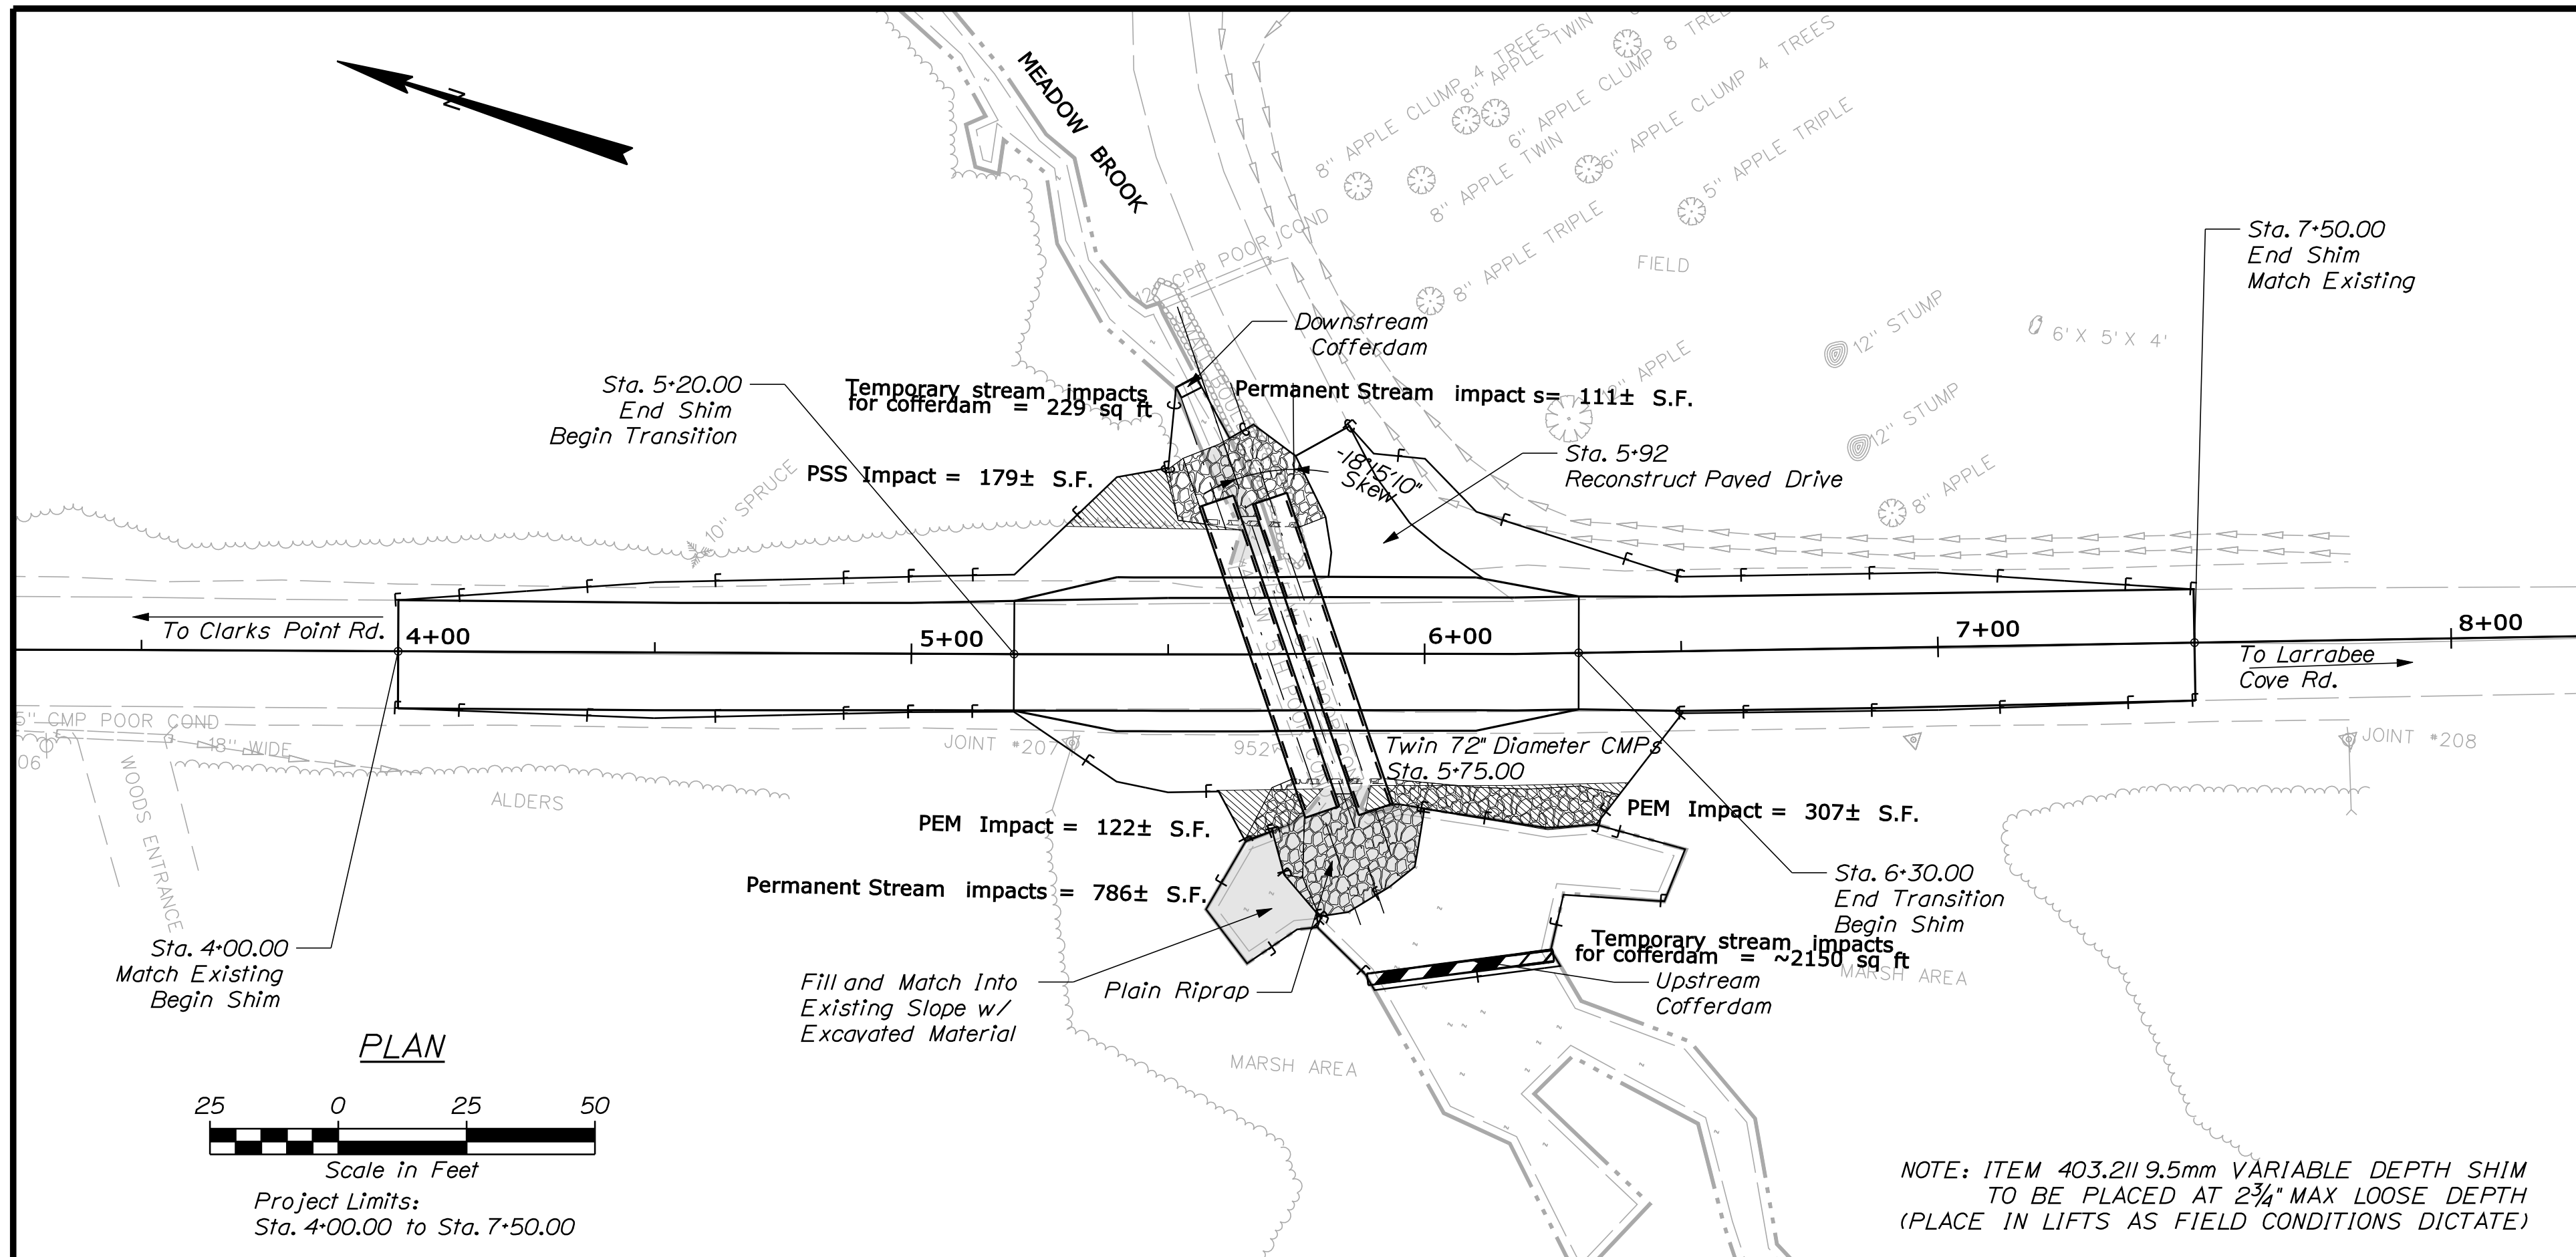 N
MEADOW BROOK
8" APPLE CLUMP 4 TREES
8" APPLE TWIN
6" APPLE CLUMP 8 TREES
8" APPLE TWIN
6" APPLE CLUMP 4 TREES
5" APPLE TRIPLE
8" APPLE TRIPLE
FIELD
12" CPP POOR COND
Sta. 7+50.00
End Shim
Match Existing
12" STUMP
6' X 5' X 4'
Downstream
Cofferdam
Sta. 5+20.00
End Shim
Begin Transition
Temporary stream impacts
for cofferdam = 229 sq ft
Permanent Stream impact s= 111± S.F.
APPLE
12" STUMP
8" APPLE
PSS Impact = 179± S.F.
-18°15'10"
Skew
Sta. 5+92
Reconstruct Paved Drive
10" SPRUCE
To Clarks Point Rd.
4+00
5+00
6+00
7+00
8+00
To Larrabee
Cove Rd.
5" CMP POOR COND
18" WIDE
06
WOODS ENTRANCE
ALDERS
JOINT #207
Twin 72" Diameter CMPs
Sta. 5+75.00
JOINT #208
PEM Impact = 122± S.F.
PEM Impact = 307± S.F.
Permanent Stream impacts = 786± S.F.
Sta. 6+30.00
End Transition
Begin Shim
Temporary stream impacts
for cofferdam = ~2150 sq ft
MARSH AREA
Upstream
Cofferdam
Sta. 4+00.00
Match Existing
Begin Shim
Fill and Match Into
Existing Slope w/
Excavated Material
Plain Riprap
MARSH AREA
PLAN
25 0 25 50
Scale in Feet
Project Limits:
Sta. 4+00.00 to Sta. 7+50.00
NOTE: ITEM 403.211 9.5mm VARIABLE DEPTH SHIM
TO BE PLACED AT 2¾" MAX LOOSE DEPTH
(PLACE IN LIFTS AS FIELD CONDITIONS DICTATE)